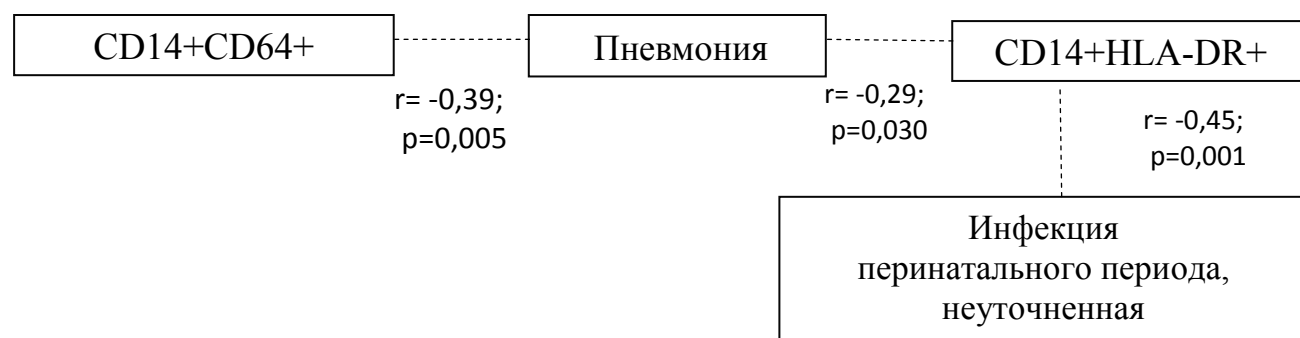 CD14+CD64+
Пневмония
CD14+HLA-DR+
r= -0,39;
p=0,005
r= -0,29;
p=0,030
r= -0,45;
p=0,001
Инфекция
перинатального периода,
неуточненная